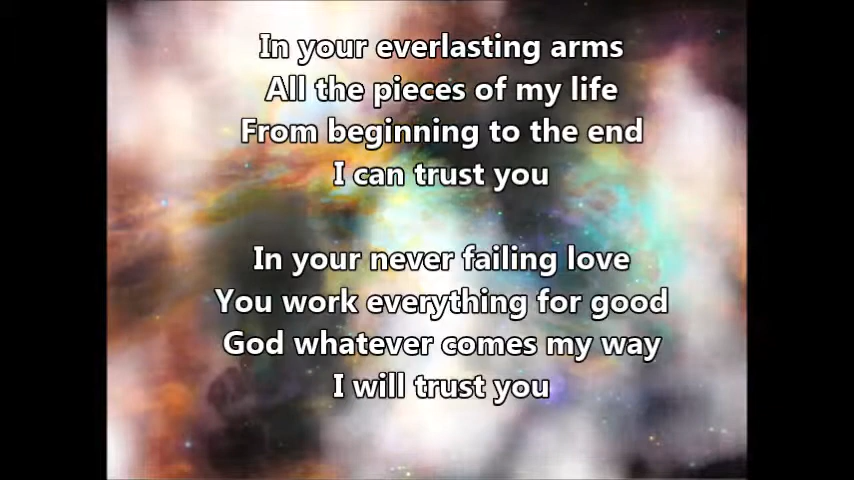 In your everlasting arms
All the pieces of my life
From beginning to the end
I can trust you
In your never failing love
You work everything for good
God whatever comes my way
I will trust you